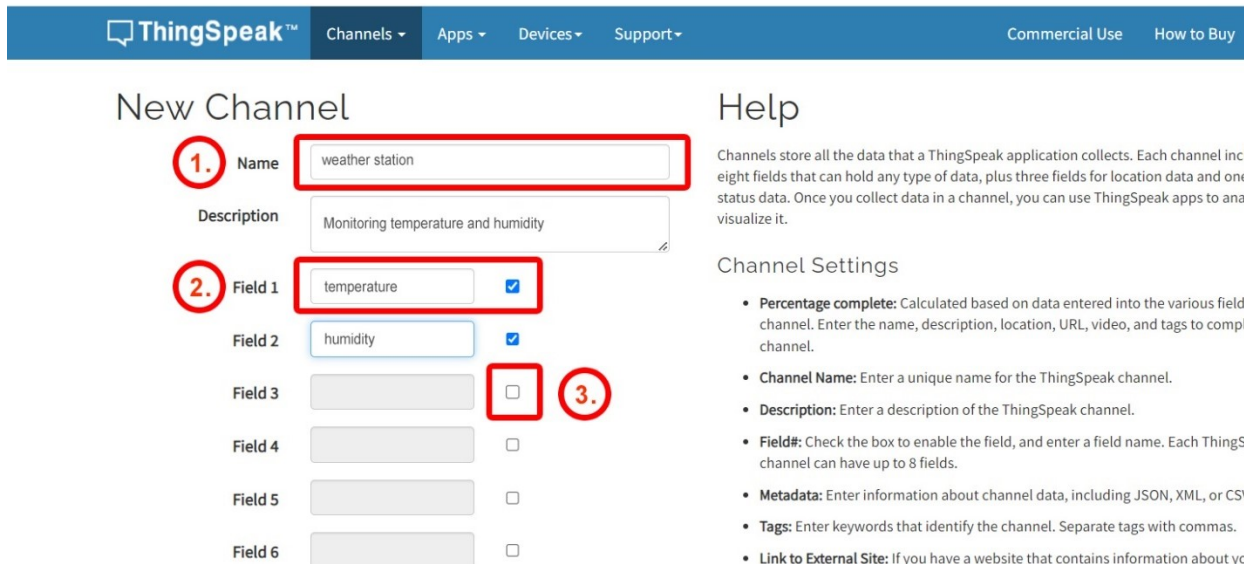 ThingSpeak™ Channels Apps Devices Support Commercial Use How to Buy
New Channel
1. Name weather station
Description Monitoring temperature and humidity
2. Field 1 temperature
Field 2 humidity
Field 3 3.
Field 4
Field 5
Field 6
Help
Channels store all the data that a ThingSpeak application collects. Each channel inc
eight fields that can hold any type of data, plus three fields for location data and one
status data. Once you collect data in a channel, you can use ThingSpeak apps to ana
visualize it.
Channel Settings
• Percentage complete: Calculated based on data entered into the various field
channel. Enter the name, description, location, URL, video, and tags to compl
channel.
• Channel Name: Enter a unique name for the ThingSpeak channel.
• Description: Enter a description of the ThingSpeak channel.
• Field#: Check the box to enable the field, and enter a field name. Each ThingS
channel can have up to 8 fields.
• Metadata: Enter information about channel data, including JSON, XML, or CSV
• Tags: Enter keywords that identify the channel. Separate tags with commas.
• Link to External Site: If you have a website that contains information about yo